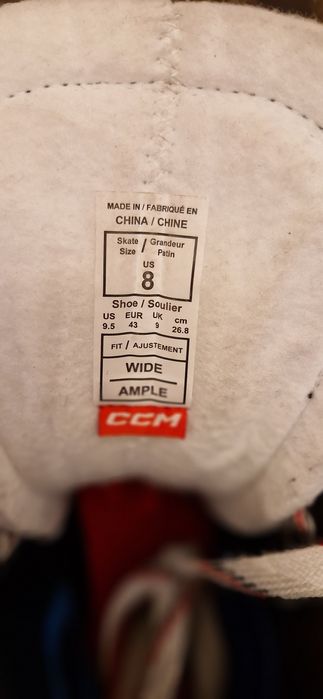 MADE IN / FABRIQUÉ EN
CHINA / CHINE
Skate / Grandeur
Size / Patin
US
8
Shoe / Soulier
US EUR UK cm
9.5 43 9 26.8
FIT / AJUSTEMENT
WIDE
AMPLE
CCM